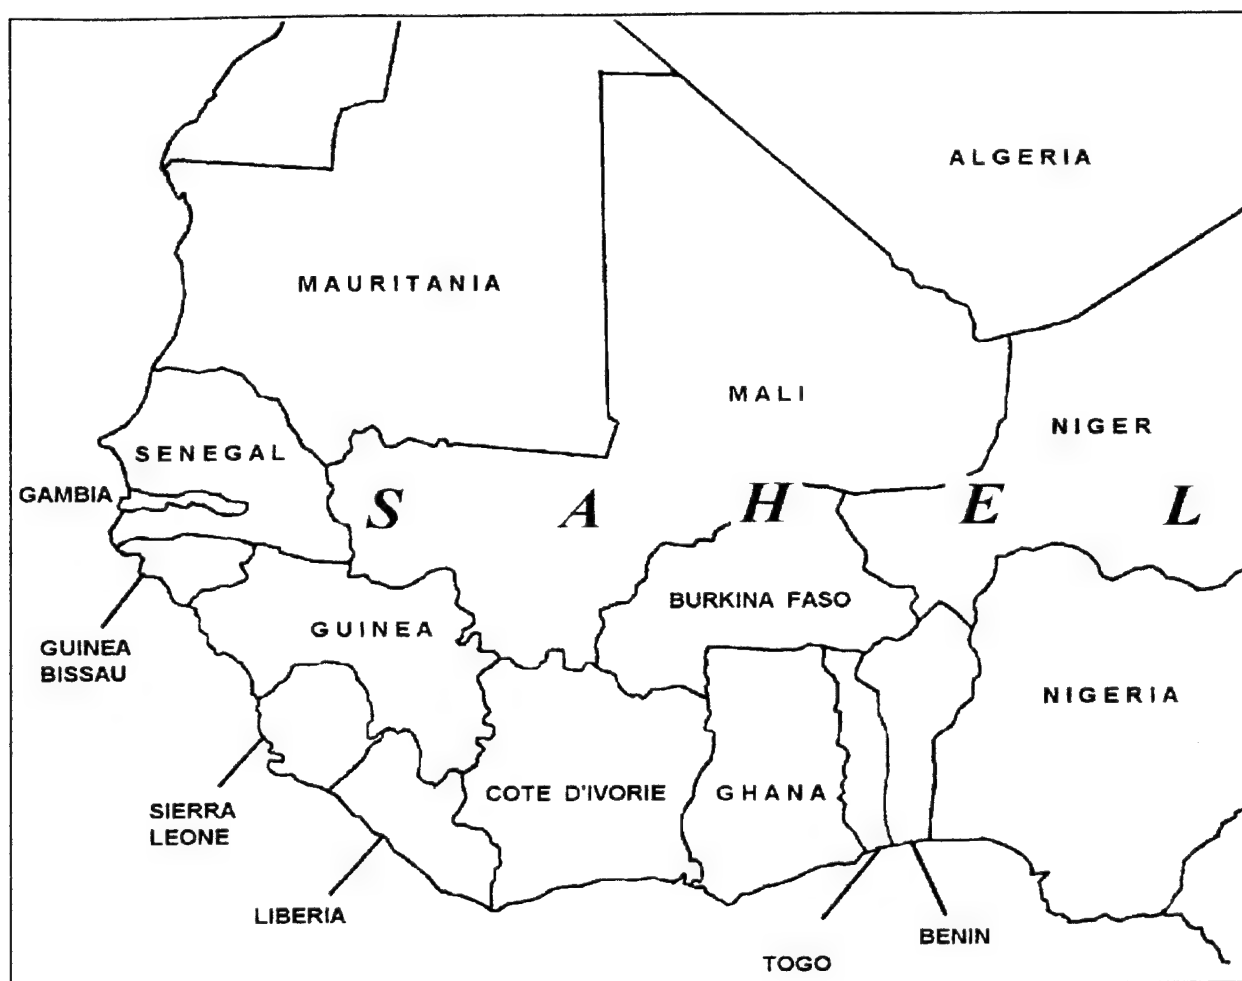 ALGERIA
MAURITANIA
MALI
NIGER
SENEGAL
GAMBIA
S A H E L
BURKINA FASO
GUINEA
GUINEA
BISSAU
NIGERIA
COTE D'IVORIE
GHANA
SIERRA
LEONE
LIBERIA
BENIN
TOGO